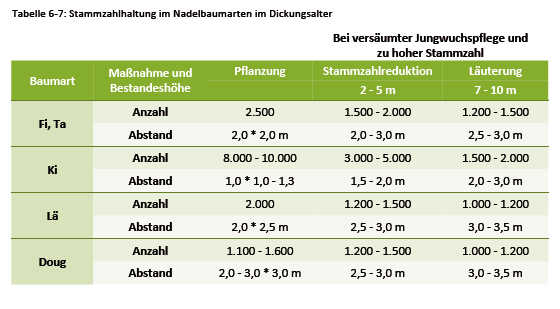 Tabelle 6-7: Stammzahlhaltung im Nadelbaumarten im Dickungsalter
Bei versäumter Jungwuchspflege und
zu hoher Stammzahl
Baumart Maßnahme und Bestandeshöhe Pflanzung Stammzahlreduktion Läuterung
2 - 5 m 7 - 10 m
Fi, Ta Anzahl 2.500 1.500 - 2.000 1.200 - 1.500
Abstand 2,0 * 2,0 m 2,0 - 3,0 m 2,5 - 3,0 m
Ki Anzahl 8.000 - 10.000 3.000 - 5.000 1.500 - 2.000
Abstand 1,0 * 1,0 - 1,3 1,5 - 2,0 m 2,0 - 3,0 m
Lä Anzahl 2.000 1.200 - 1.500 1.000 - 1.200
Abstand 2,0 * 2,5 m 2,5 - 3,0 m 3,0 - 3,5 m
Doug Anzahl 1.100 - 1.600 1.200 - 1.500 1.000 - 1.200
Abstand 2,0 - 3,0 * 3,0 m 2,5 - 3,0 m 3,0 - 3,5 m